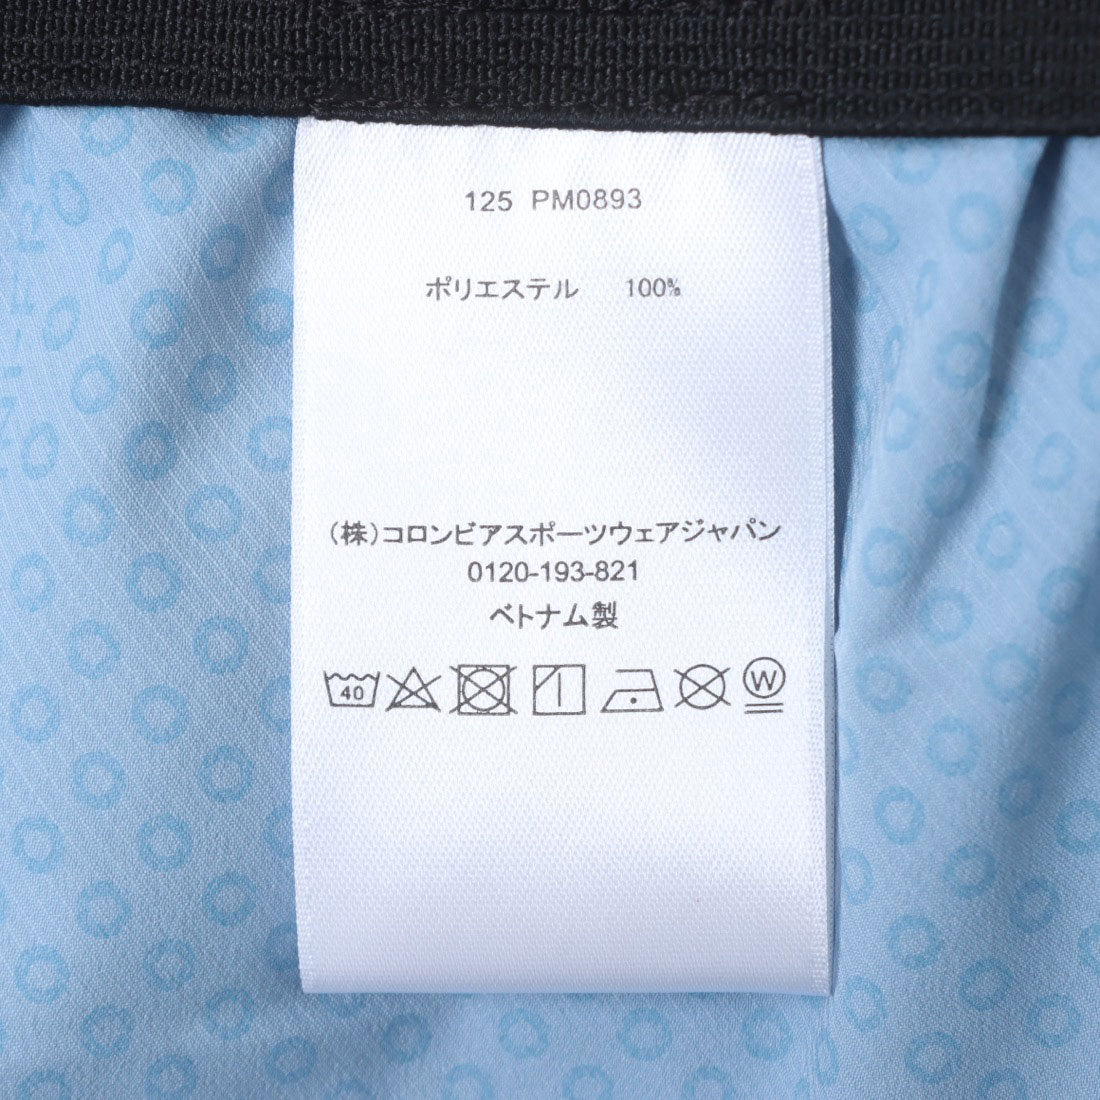 125 PM0893
ポリエステル 100%
(株)コロンビアスポーツウェアジャパン
0120-193-821
ベトナム製
40
W